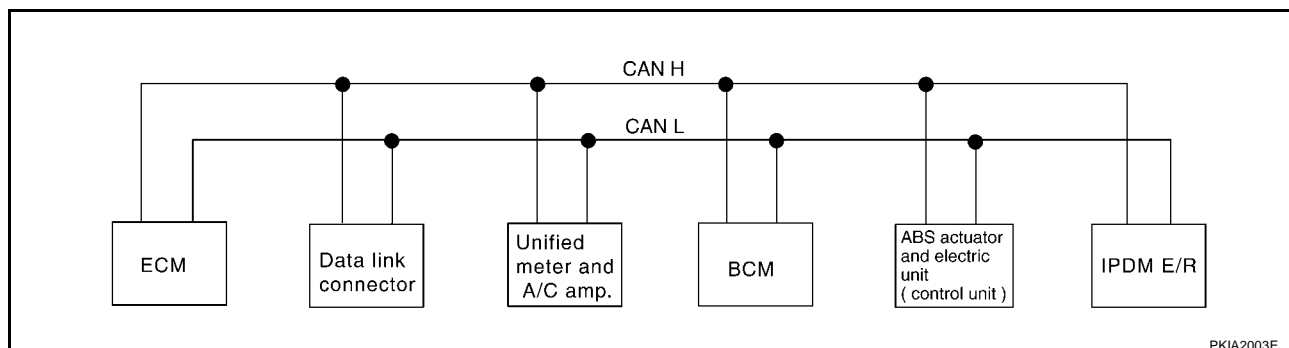 CAN H
CAN L
ECM
Data link
connector
Unified
meter and
A/C amp.
BCM
ABS actuator
and electric
unit
( control unit )
IPDM E/R
PKIA2003E